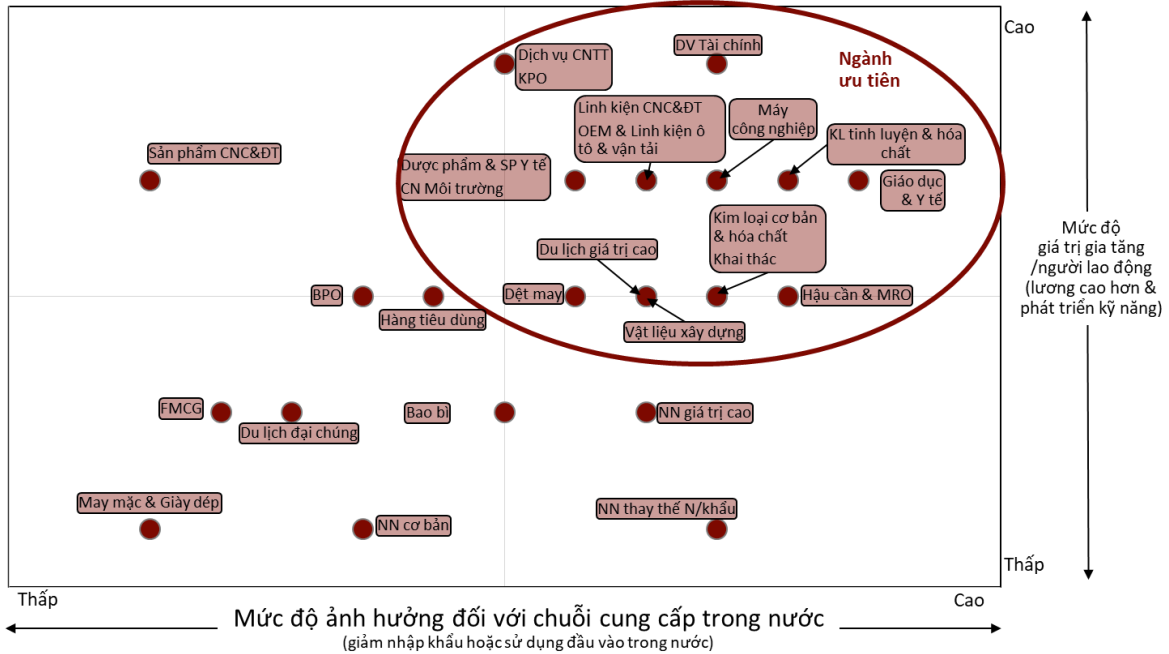 Cao
DV Tài chính
Dịch vụ CNTT
KPO
Ngành
ưu tiên
Linh kiện CNC&ĐT
OEM & Linh kiện ô
tô & vận tải
Máy
công nghiệp
KL tinh luyện & hóa
chất
Sản phẩm CNC&ĐT
Dược phẩm & SP Y tế
CN Môi trường
Giáo dục
& Y tế
Kim loại cơ bản
& hóa chất
Khai thác
Du lịch giá trị cao
Mức độ
giá trị gia tăng
/người lao động
(lương cao hơn &
phát triển kỹ năng)
BPO
Hàng tiêu dùng
Dệt may
Hậu cần & MRO
Vật liệu xây dựng
FMCG
Du lịch đại chúng
Bao bì
NN giá trị cao
May mặc & Giày dép
NN cơ bản
NN thay thế N/khẩu
Thấp
Thấp
Cao
Mức độ ảnh hưởng đối với chuỗi cung cấp trong nước
(giảm nhập khẩu hoặc sử dụng đầu vào trong nước)